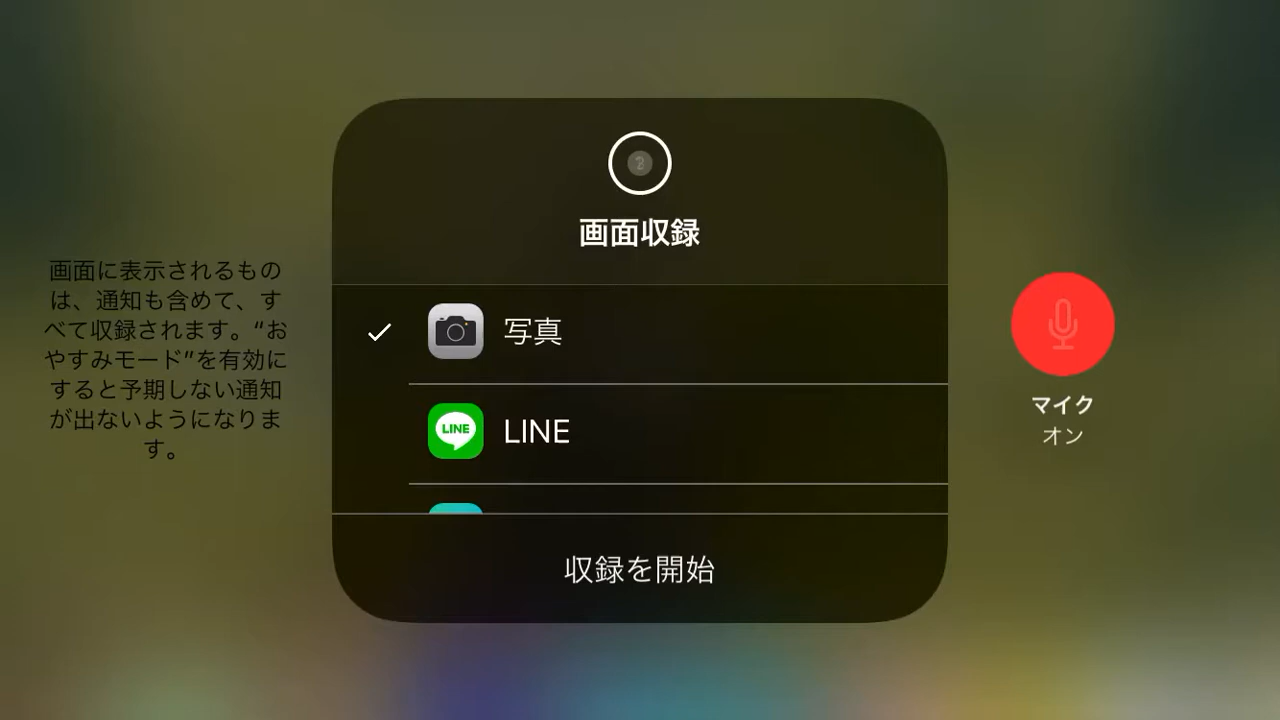 画面収録
画面に表示されるもの
は、通知も含めて、す
べて収録されます。“お
やすみモード”を有効に
すると予期しない通知
が出ないようになりま
す。
写真
LINE
LINE
マイク
オン
収録を開始